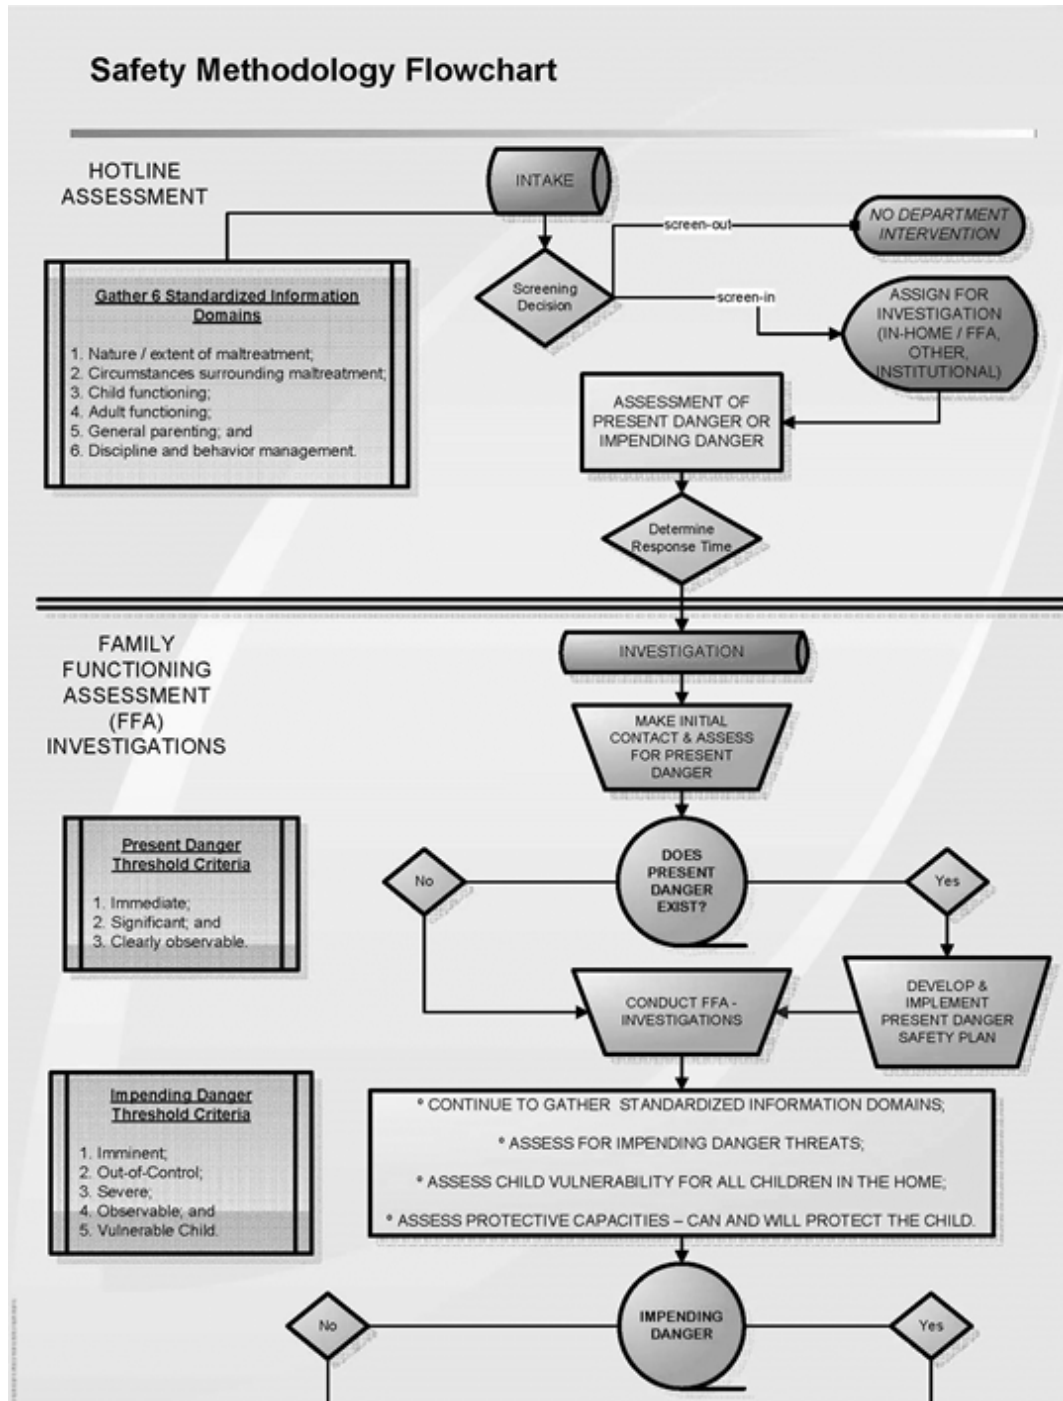 Safety Methodology Flowchart
HOTLINE
ASSESSMENT
INTAKE
Screening
Decision
screen-out
NO DEPARTMENT
INTERVENTION
screen-in
ASSIGN FOR
INVESTIGATION
(IN-HOME / FFA,
OTHER,
INSTITUTIONAL)
Gather 6 Standardized Information
Domains
1. Nature / extent of maltreatment;
2. Circumstances surrounding maltreatment;
3. Child functioning;
4. Adult functioning;
5. General parenting; and
6. Discipline and behavior management.
ASSESSMENT OF
PRESENT DANGER OR
IMPENDING DANGER
Determine
Response Time
FAMILY
FUNCTIONING
ASSESSMENT
(FFA)
INVESTIGATIONS
INVESTIGATION
MAKE INITIAL
CONTACT & ASSESS
FOR PRESENT
DANGER
Present Danger
Threshold Criteria
1. Immediate;
2. Significant; and
3. Clearly observable.
No
DOES
PRESENT
DANGER
EXIST?
Yes
CONDUCT FFA -
INVESTIGATIONS
DEVELOP &
IMPLEMENT
PRESENT DANGER
SAFETY PLAN
Impending Danger
Threshold Criteria
1. Imminent;
2. Out-of-Control;
3. Severe;
4. Observable; and
5. Vulnerable Child.
° CONTINUE TO GATHER STANDARDIZED INFORMATION DOMAINS;
° ASSESS FOR IMPENDING DANGER THREATS;
° ASSESS CHILD VULNERABILITY FOR ALL CHILDREN IN THE HOME;
° ASSESS PROTECTIVE CAPACITIES – CAN AND WILL PROTECT THE CHILD.
No
IMPENDING
DANGER
Yes